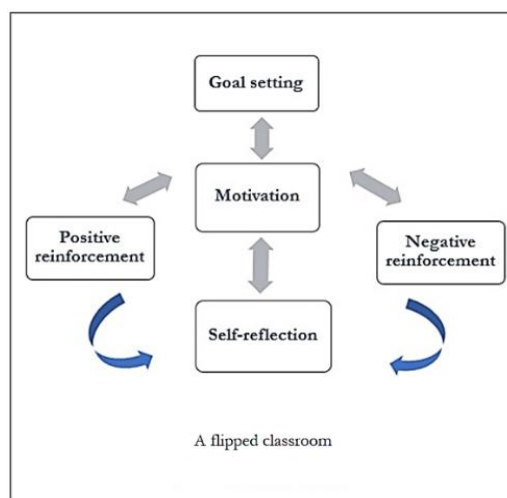 Goal setting
Motivation
Positive
reinforcement
Negative
reinforcement
Self-reflection
A flipped classroom